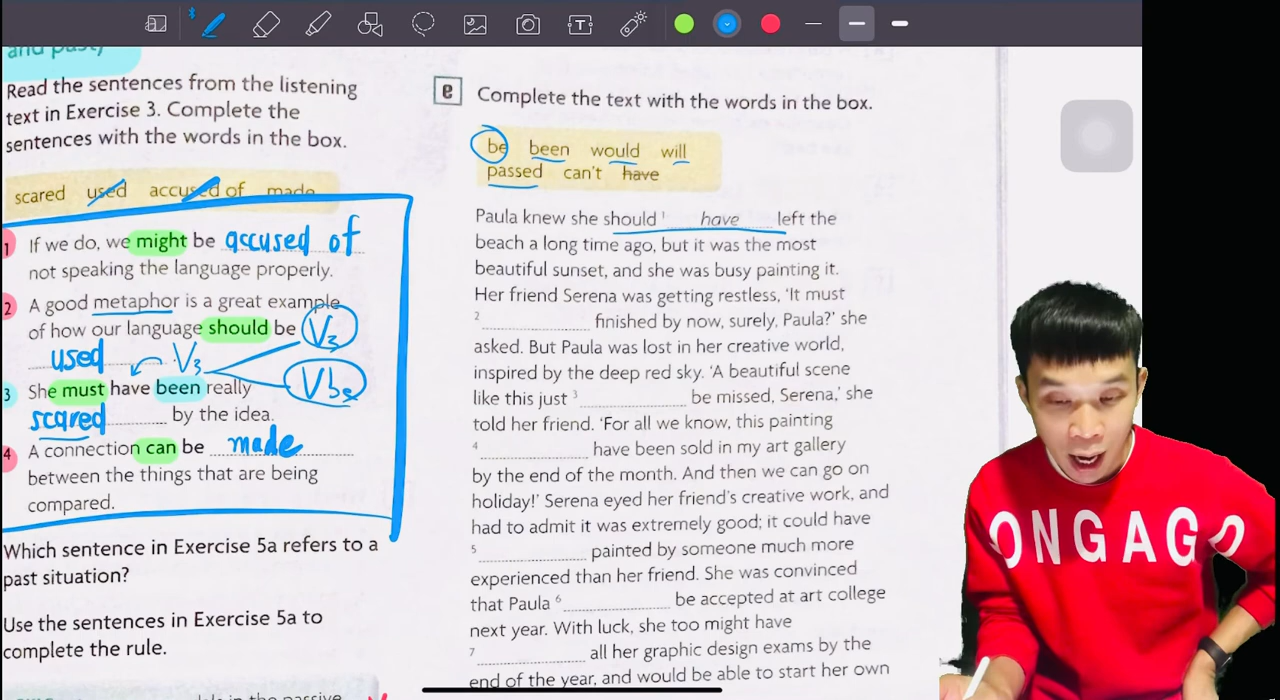 and past)
Read the sentences from the listening
text in Exercise 3. Complete the
sentences with the words in the box.
scared used accused of made
1 If we do, we might be accused of
not speaking the language properly.
2 A good metaphor is a great example
of how our language should be V3
used V3
Vbe
3 She must have been really
scared by the idea.
4 A connection can be made
between the things that are being
compared.
Which sentence in Exercise 5a refers to a
past situation?
Use the sentences in Exercise 5a to
complete the rule.
in the passive
e Complete the text with the words in the box.
be been would will
passed can't have
Paula knew she should 1 have left the
beach a long time ago, but it was the most
beautiful sunset, and she was busy painting it.
Her friend Serena was getting restless, 'It must
2 finished by now, surely, Paula?' she
asked. But Paula was lost in her creative world,
inspired by the deep red sky. 'A beautiful scene
like this just 3 be missed, Serena,' she
told her friend. 'For all we know, this painting
4 have been sold in my art gallery
by the end of the month. And then we can go on
holiday!' Serena eyed her friend's creative work, and
had to admit it was extremely good; it could have
5 painted by someone much more
experienced than her friend. She was convinced
that Paula 6 be accepted at art college
next year. With luck, she too might have
7 all her graphic design exams by the
end of the year, and would be able to start her own
ONGAGO